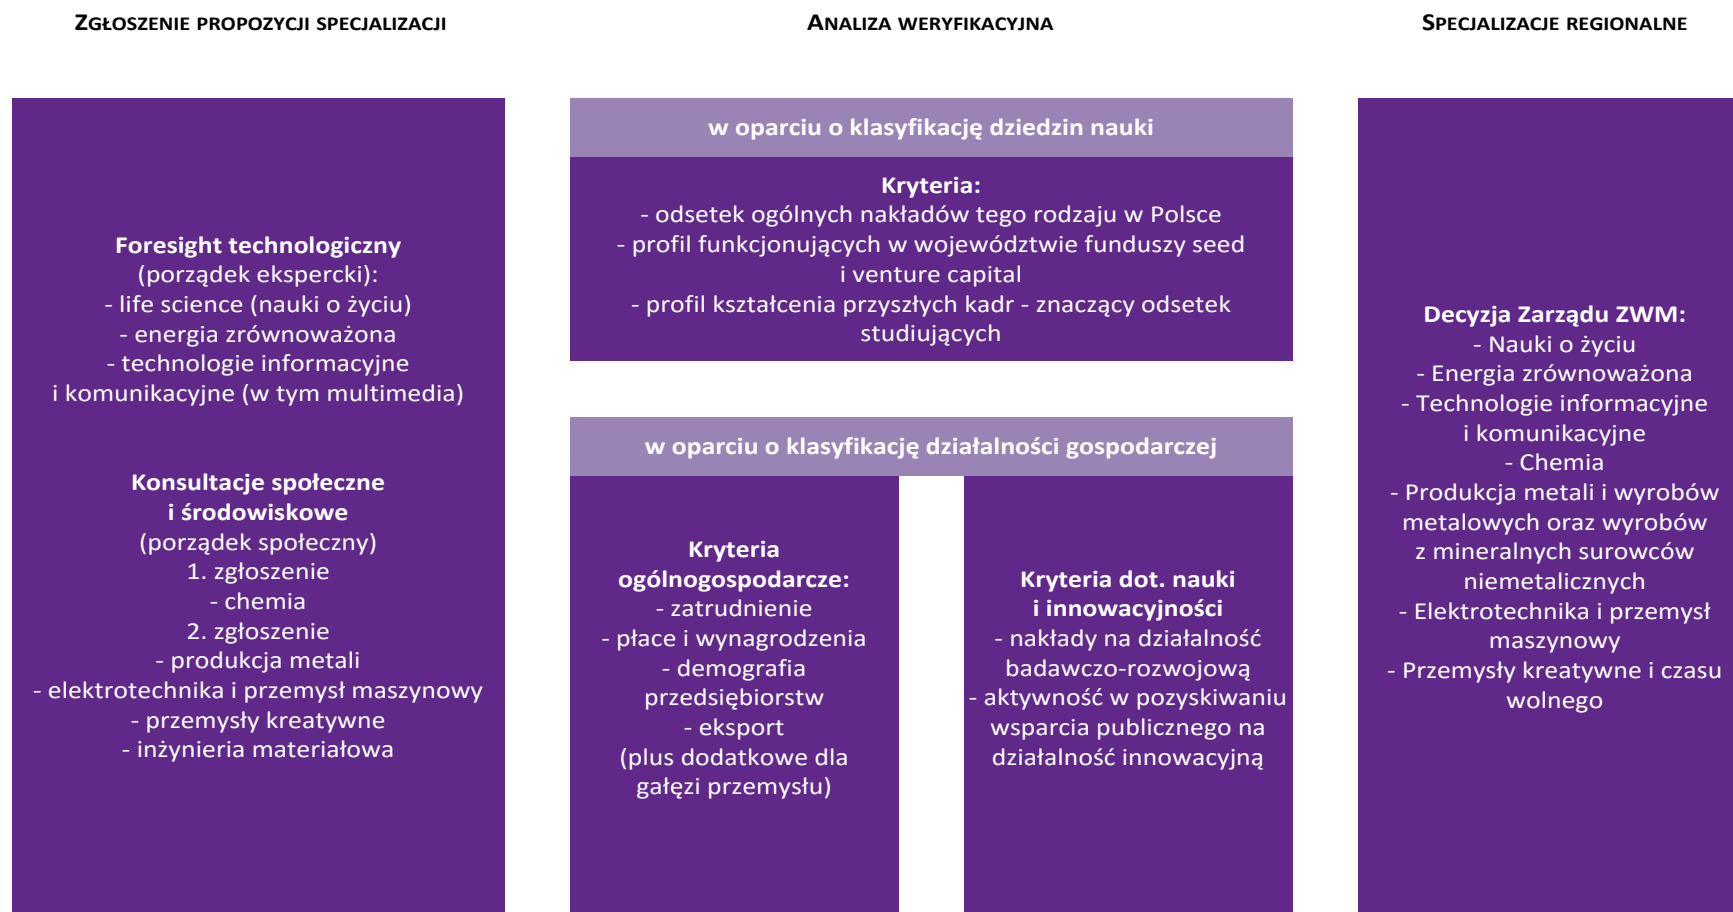 ZGŁOSZENIE PROPOZYCJI SPECJALIZACJI
Foresight technologiczny
(porządek ekspercki):
- life science (nauki o życiu)
- energia zrównoważona
- technologie informacyjne
i komunikacyjne (w tym multimedia)
Konsultacje społeczne
i środowiskowe
(porządek społeczny)
1. zgłoszenie
- chemia
2. zgłoszenie
- produkcja metali
- elektrotechnika i przemysł maszynowy
- przemysły kreatywne
- inżynieria materiałowa
ANALIZA WERYFIKACYJNA
w oparciu o klasyfikację dziedzin nauki
Kryteria:
- odsetek ogólnych nakładów tego rodzaju w Polsce
- profil funkcjonujących w województwie funduszy seed
i venture capital
- profil kształcenia przyszłych kadr - znaczący odsetek
studiujących
w oparciu o klasyfikację działalności gospodarczej
Kryteria
ogólnogospodarcze:
- zatrudnienie
- płace i wynagrodzenia
- demografia
przedsiębiorstw
- eksport
(plus dodatkowe dla
gałęzi przemysłu)
Kryteria dot. nauki
i innowacyjności
- nakłady na działalność
badawczo-rozwojową
- aktywność w pozyskiwaniu
wsparcia publicznego na
działalność innowacyjną
SPECJALIZACJE REGIONALNE
Decyzja Zarządu ZWM:
- Nauki o życiu
- Energia zrównoważona
- Technologie informacyjne
i komunikacyjne
- Chemia
- Produkcja metali i wyrobów
metalowych oraz wyrobów
z mineralnych surowców
niemetalicznych
- Elektrotechnika i przemysł
maszynowy
- Przemysły kreatywne i czasu
wolnego